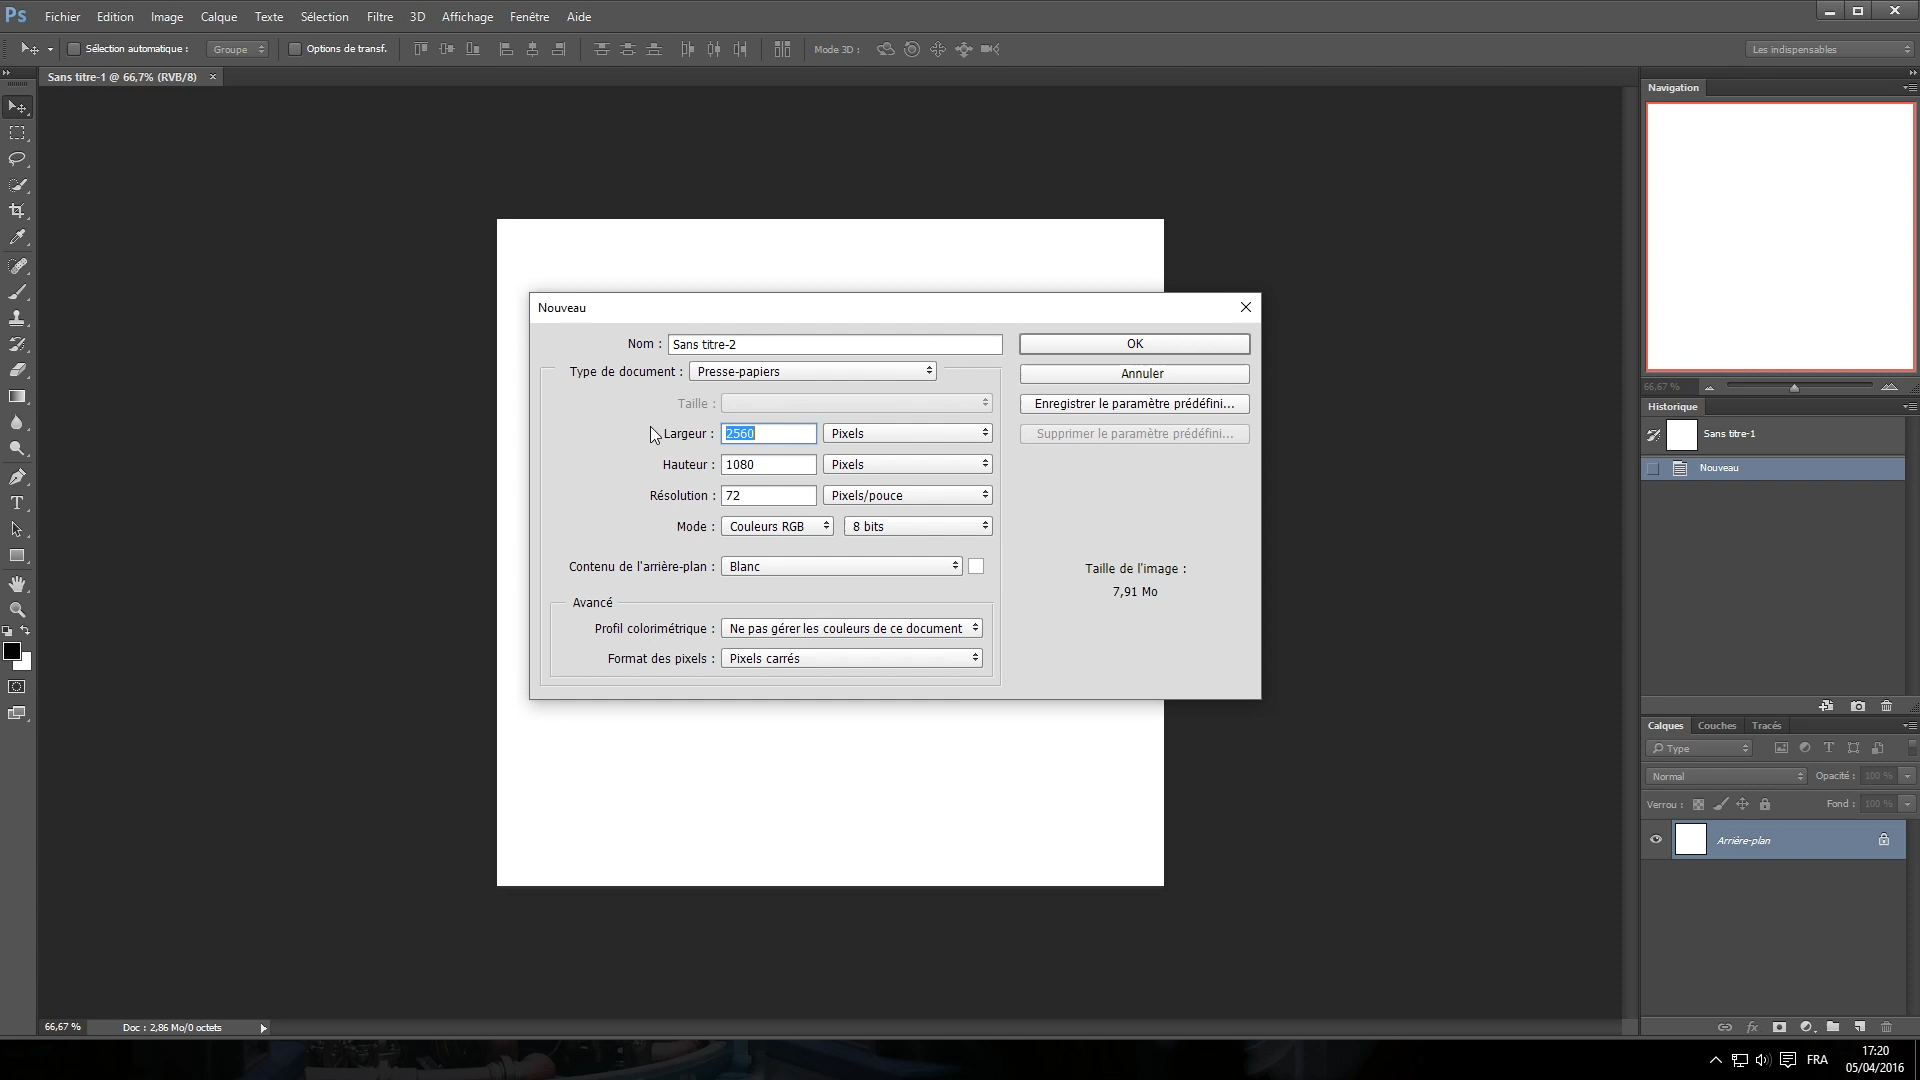 Ps Fichier Edition Image Calque Texte Sélection Filtre 3D Affichage Fenêtre Aide
Sélection automatique : Groupe Options de transf. Mode 3D : Les indispensables
Sans titre-1 @ 66,7% (RVB/8) ×
Navigation
66,67 %
Historique
Sans titre-1
Nouveau
Calques Couches Tracés
Type
Normal Opacité : 100 %
Verrou : Fond : 100 %
Arrière-plan
fx
Nouveau
Nom : Sans titre-2
OK
Type de document : Presse-papiers
Annuler
Taille :
Enregistrer le paramètre prédéfini...
Largeur : 2560 Pixels
Supprimer le paramètre prédéfini...
Hauteur : 1080 Pixels
Résolution : 72 Pixels/pouce
Mode : Couleurs RGB 8 bits
Contenu de l'arrière-plan : Blanc
Taille de l'image :
7,91 Mo
Avancé
Profil colorimétrique : Ne pas gérer les couleurs de ce document
Format des pixels : Pixels carrés
66,67 % Doc : 2,86 Mo/0 octets
FRA
17:20
05/04/2016